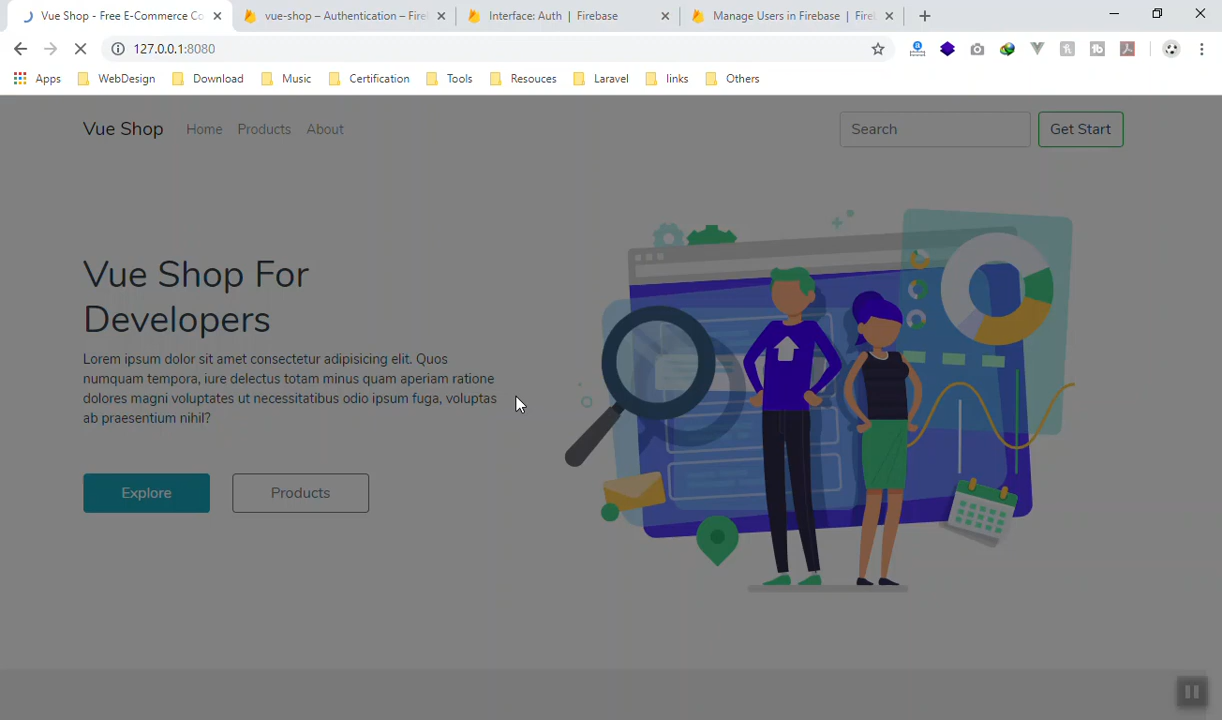 Vue Shop - Free E-Commerce Co
vue-shop – Authentication – Fire
Interface: Auth | Firebase
Manage Users in Firebase | Fire
127.0.0.1:8080
Apps
WebDesign
Download
Music
Certification
Tools
Resouces
Laravel
links
Others
Vue Shop
Home
Products
About
Search
Get Start
Vue Shop For
Developers
Lorem ipsum dolor sit amet consectetur adipisicing elit. Quos
numquam tempora, iure delectus totam minus quam aperiam ratione
dolores magni voluptates ut necessitatibus odio ipsum fuga, voluptas
ab praesentium nihil?
Explore
Products